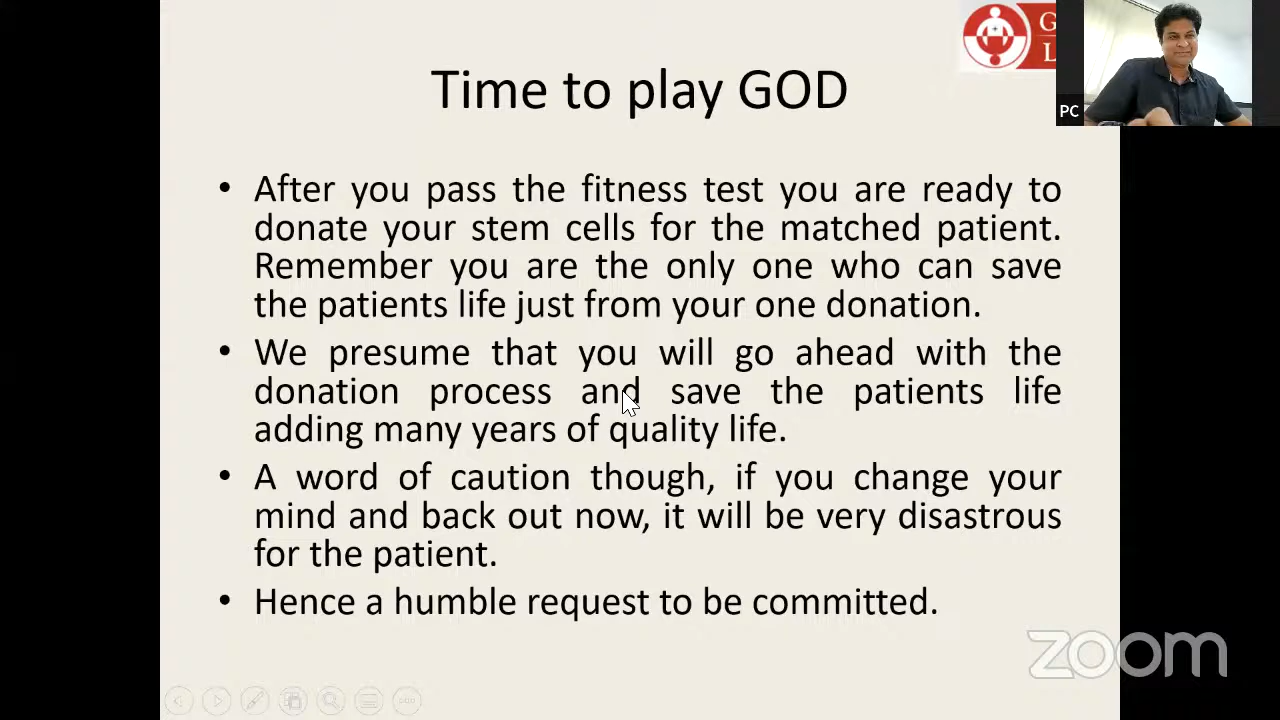 Time to play GOD
G
L
PC
• After you pass the fitness test you are ready to
donate your stem cells for the matched patient.
Remember you are the only one who can save
the patients life just from your one donation.
• We presume that you will go ahead with the
donation process and save the patients life
adding many years of quality life.
• A word of caution though, if you change your
mind and back out now, it will be very disastrous
for the patient.
• Hence a humble request to be committed.
zoom